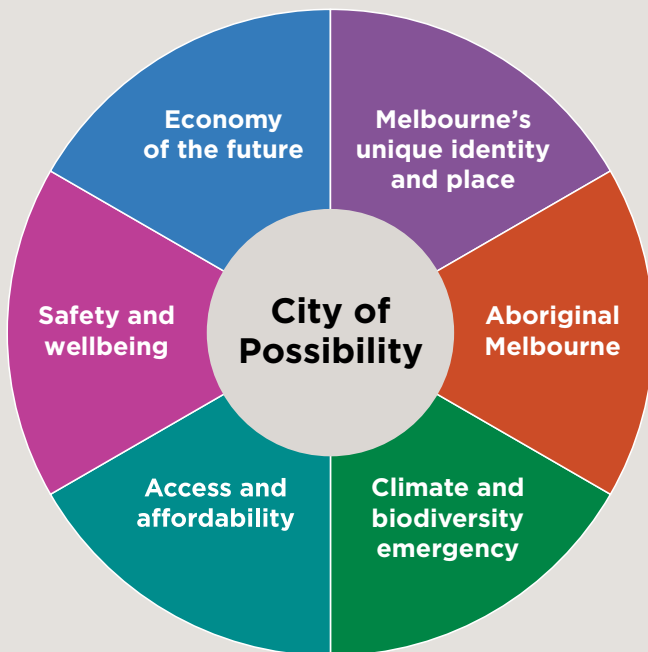 Economy
of the future
Melbourne's
unique identity
and place
Safety and
wellbeing
City of
Possibility
Aboriginal
Melbourne
Access and
affordability
Climate and
biodiversity
emergency